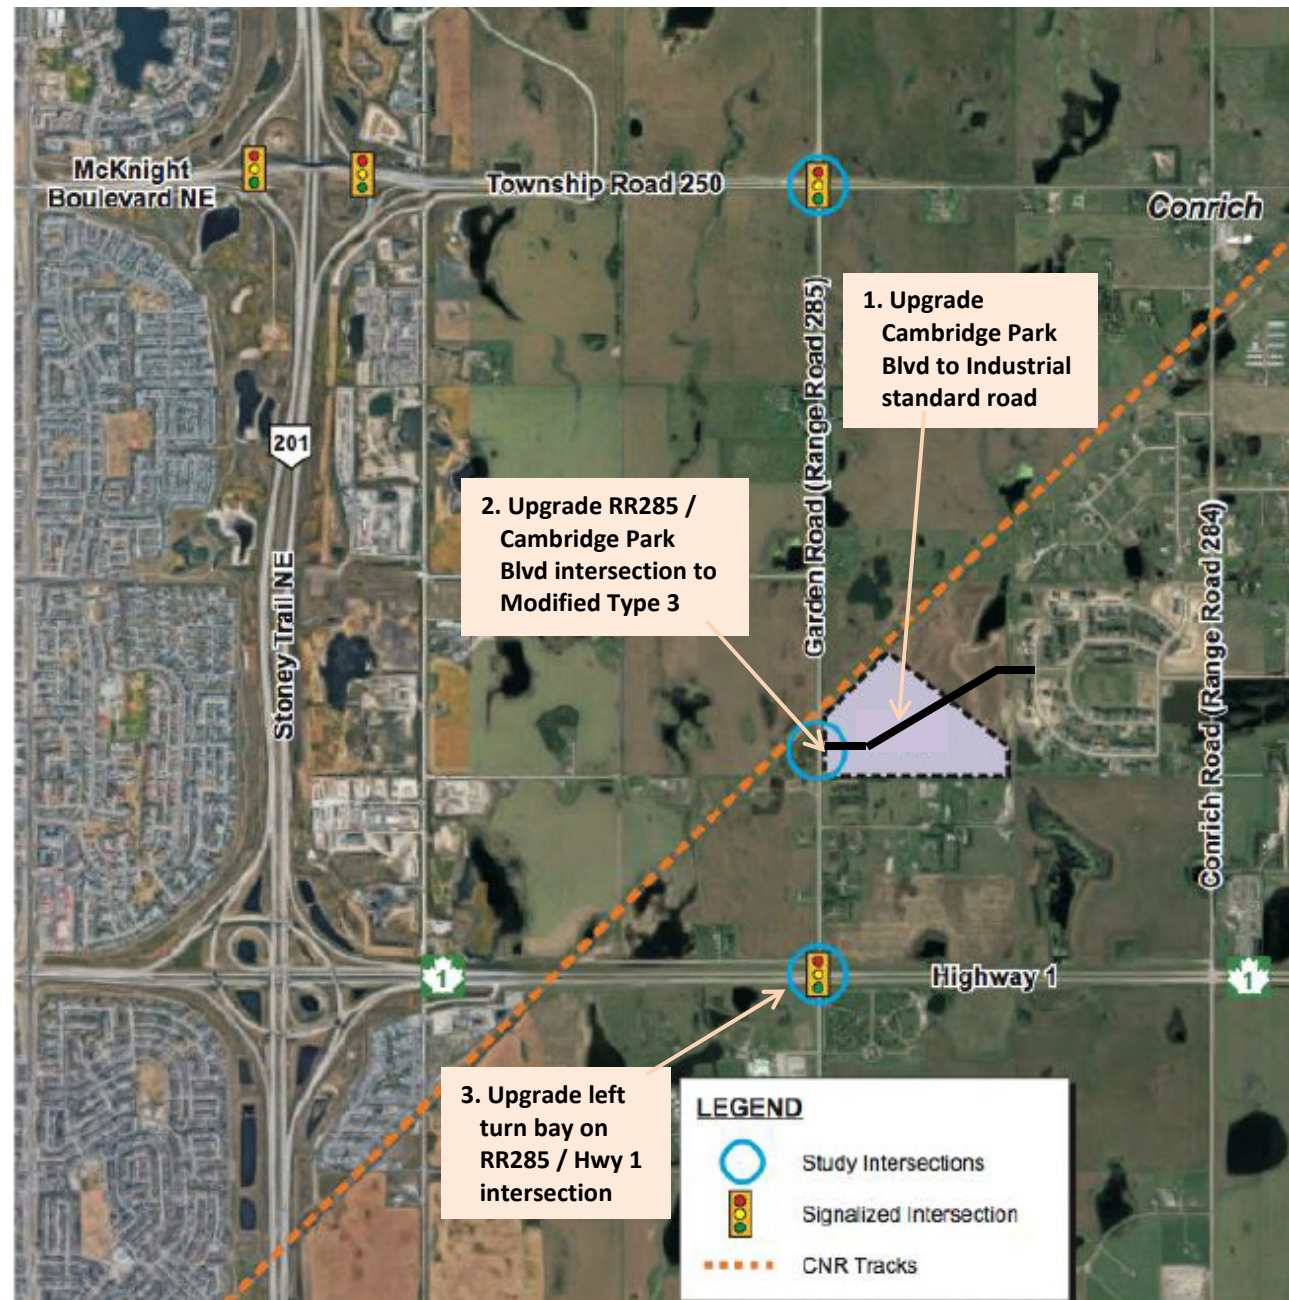 McKnight
Boulevard NE
Township Road 250
Conrich
1. Upgrade
Cambridge Park
Blvd to Industrial
standard road
Garden Road (Range Road 285)
201
2. Upgrade RR285 /
Cambridge Park
Blvd intersection to
Modified Type 3
Stoney Trail NE
Conrich Road (Range Road 284)
1
Highway 1
1
3. Upgrade left
turn bay on
RR285 / Hwy 1
intersection
LEGEND
Study Intersections
Signalized Intersection
CNR Tracks